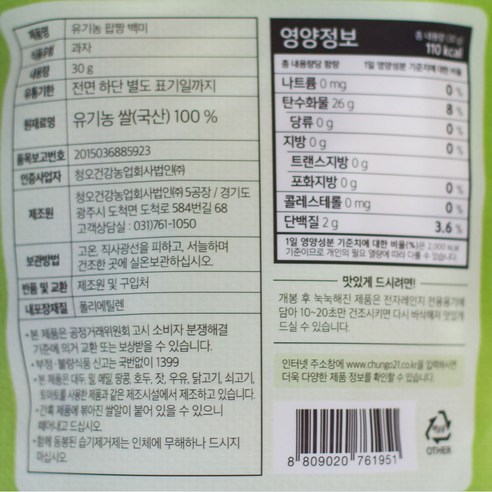 제품명 유기농 팝짱 백미
식품유형 과자
내용량 30 g
유통기한 전면 하단 별도 표기일까지
원재료명 유기농 쌀(국산) 100 %
품목보고번호 2015036885923
인증사업자 청오건강농업회사법인㈜
제조원 청오건강농업회사법인㈜ 5공장 / 경기도
광주시 도척면 도척로 584번길 68
고객상담실 : 031)761-1050
보관방법 고온, 직사광선을 피하고, 서늘하며
건조한 곳에 실온보관하십시오.
반품 및 교환 제조원 및 구입처
내포장재질 폴리에틸렌
• 본 제품은 공정거래위원회 고시 소비자 분쟁해결
기준에 의거 교환 또는 보상받을 수 있습니다.
• 부정·불량식품 신고는 국번없이 1399
• 본 제품은 대두, 밀, 메밀, 땅콩, 호두, 잣, 우유, 닭고기, 쇠고기,
토마토를 사용한 제품과 같은 제조시설에서 제조하고 있습니다.
• 간혹 제품에 볶아진 쌀알이 붙어 있을 수 있으니
떼어내고 드십시오.
• 함께 동봉된 습기제거제는 인체에 무해하나 드시지
마십시오.
영양정보
총 내용량 (30 g)
110 kcal
총 내용량당 함량 1일 영양성분 기준치에 대한 비율
나트륨 0 mg 0 %
탄수화물 26 g 8 %
당류 0 g
지방 0 g 0 %
트랜스지방 0 g
포화지방 0 g 0 %
콜레스테롤 0 mg 0 %
단백질 2 g 3.6 %
1일 영양성분 기준치에 대한 비율(%)은 2,000 kcal
기준이므로 개인의 필요 열량에 따라 다를 수 있습니다.
맛있게 드시려면!
개봉 후 눅눅해진 제품은 전자레인지 전용용기에
담아 10~20초만 건조시키면 다시 바삭해져 맛있게
드실 수 있습니다.
인터넷 주소창에 www.chungo21.co.kr을 입력하시면
더욱 다양한 제품 정보를 확인할 수 있습니다.
8 809020 761951
OTHER